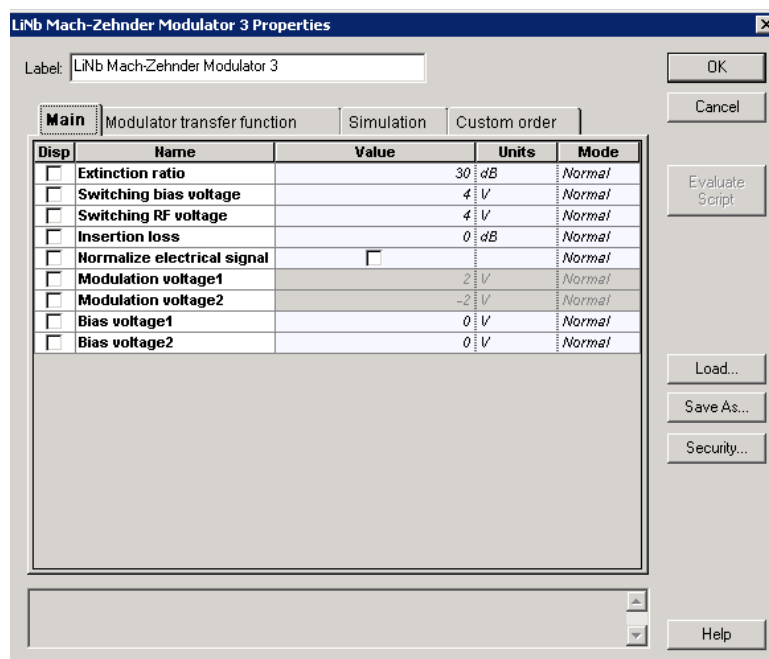 LiNb Mach-Zehnder Modulator 3 Properties
Label: LiNb Mach-Zehnder Modulator 3
OK
Cancel
Evaluate Script
Load...
Save As...
Security...
Help
Main Modulator transfer function Simulation Custom order
Disp Name Value Units Mode
Extinction ratio 30 dB Normal
Switching bias voltage 4 V Normal
Switching RF voltage 4 V Normal
Insertion loss 0 dB Normal
Normalize electrical signal Normal
Modulation voltage1 2 V Normal
Modulation voltage2 -2 V Normal
Bias voltage1 0 V Normal
Bias voltage2 0 V Normal